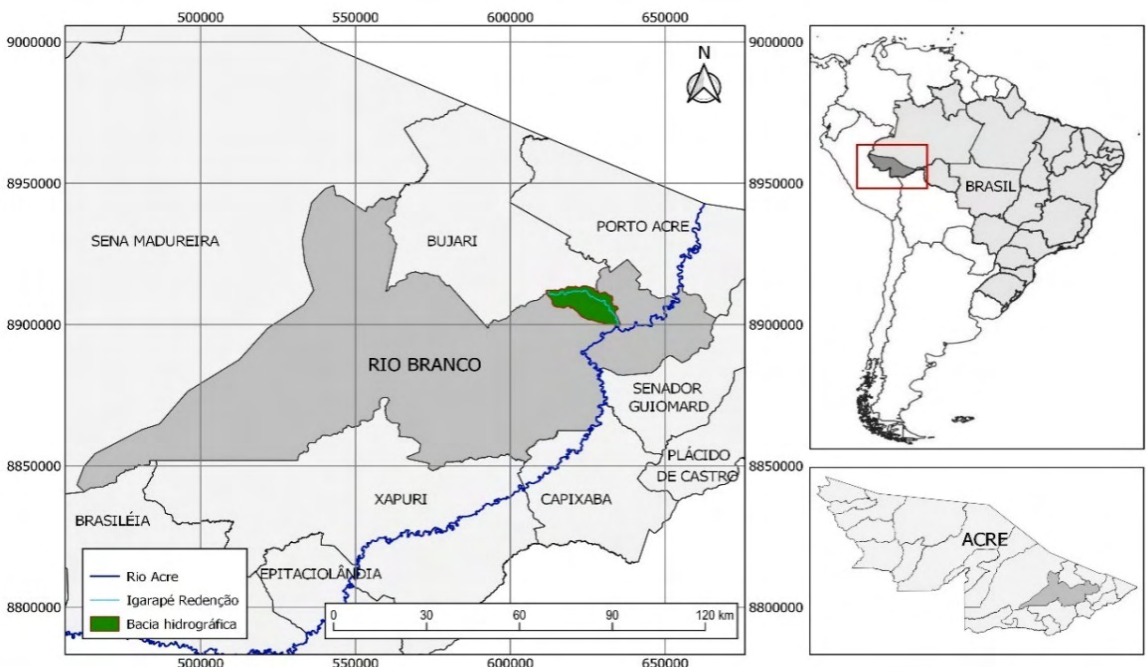 500000 550000 600000 650000
9000000 9000000
N
8950000 8950000
SENA MADUREIRA
BUJARI
PORTO ACRE
8900000 8900000
RIO BRANCO
SENADOR
GUIOMARD
8850000 8850000
PLÁCIDO
DE CASTRO
XAPURI
CAPIXABA
BRASILÉIA
EPITACIOLÂNDIA
8800000 8800000
Rio Acre
Igarapé Redenção
Bacia hidrográfica
0 30 60 90 120 km
500000 550000 600000 650000
BRASIL
ACRE